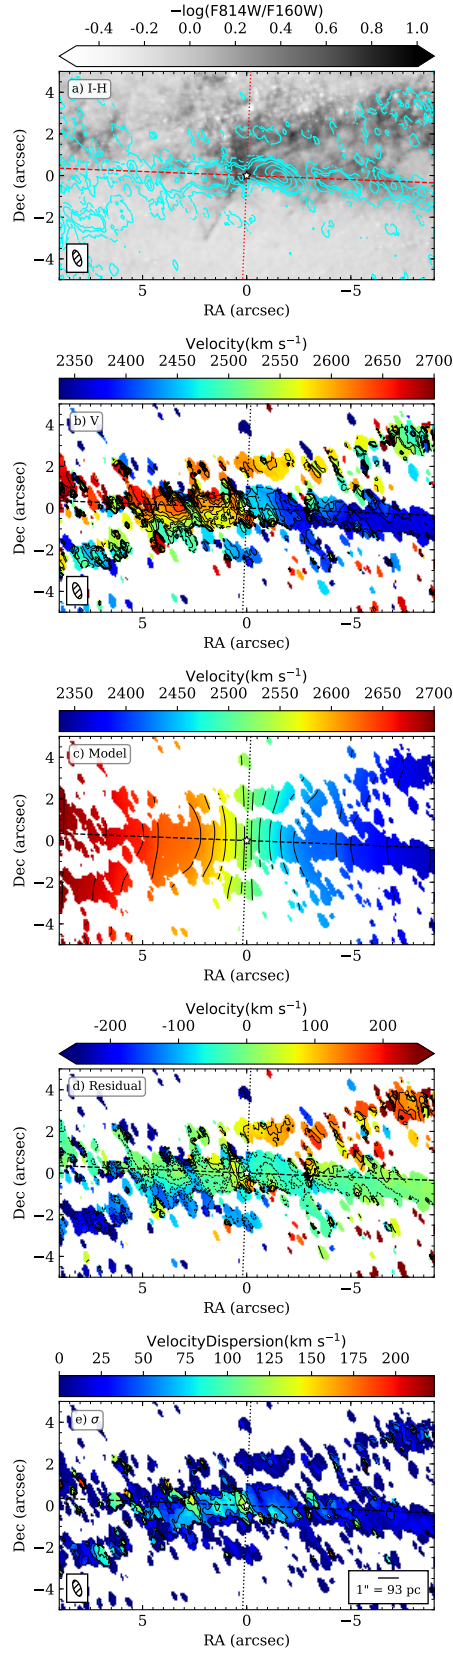 −log(F814W/F160W)
-0.4 -0.2 0.0 0.2 0.4 0.6 0.8 1.0
a) I-H
4
2
0
−2
−4
Dec (arcsec)
5 0 −5
RA (arcsec)
Velocity(km s⁻¹)
2350 2400 2450 2500 2550 2600 2650 2700
b) V
4
2
0
−2
−4
Dec (arcsec)
5 0 −5
RA (arcsec)
Velocity(km s⁻¹)
2350 2400 2450 2500 2550 2600 2650 2700
c) Model
4
2
0
−2
−4
Dec (arcsec)
5 0 −5
RA (arcsec)
Velocity(km s⁻¹)
-200 -100 0 100 200
d) Residual
4
2
0
−2
−4
Dec (arcsec)
5 0 −5
RA (arcsec)
VelocityDispersion(km s⁻¹)
0 25 50 75 100 125 150 175 200
e) σ
4
2
0
−2
−4
Dec (arcsec)
1" = 93 pc
5 0 −5
RA (arcsec)